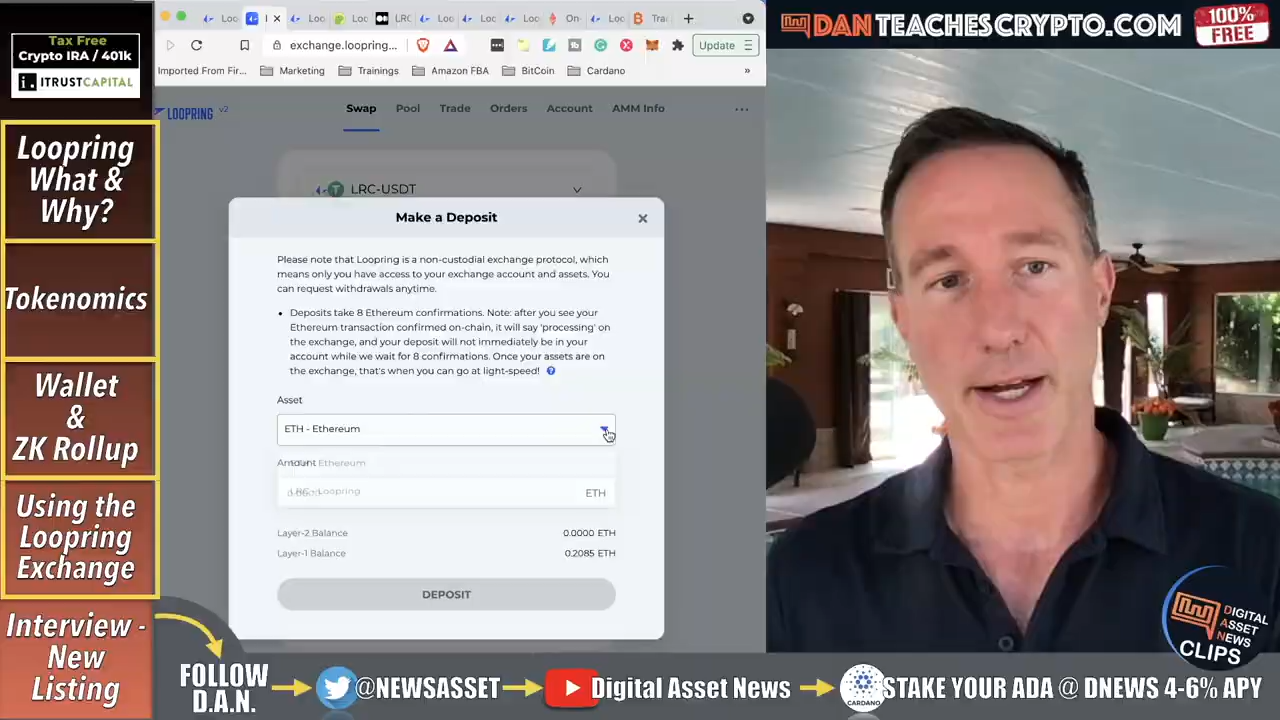 Tax Free
Crypto IRA / 401k
i. ITRUSTCAPITAL
Loopring
What &
Why?
Tokenomics
Wallet
&
ZK Rollup
Using the
Loopring
Exchange
Interview -
New
Listing
exchange.loopring...
Update
Imported From Fir...
Marketing
Trainings
Amazon FBA
BitCoin
Cardano
»
LOOPRING v2
Swap
Pool
Trade
Orders
Account
AMM Info
LRC-USDT
Make a Deposit
Please note that Loopring is a non-custodial exchange protocol, which
means only you have access to your exchange account and assets. You
can request withdrawals anytime.
• Deposits take 8 Ethereum confirmations. Note: after you see your
Ethereum transaction confirmed on-chain, it will say 'processing' on
the exchange, and your deposit will not immediately be in your
account while we wait for 8 confirmations. Once your assets are on
the exchange, that's when you can go at light-speed!
Asset
ETH - Ethereum
Amount
Ethereum
LRC - Loopring
ETH
Layer-2 Balance 0.0000 ETH
Layer-1 Balance 0.2085 ETH
DEPOSIT
DANTEACHESCRYPTO.COM
100%
FREE
DIGITAL
ASSET
NEWS
CLIPS
FOLLOW
D.A.N.
@NEWSASSET
Digital Asset News
CARDANO
STAKE YOUR ADA @ DNEWS 4-6% APY